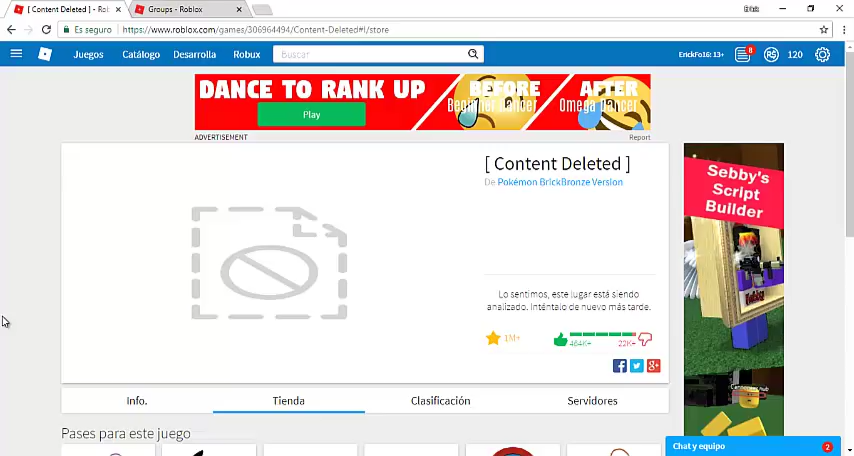 [ Content Deleted ] - Rob
Groups - Roblox
Es seguro
https://www.roblox.com/games/306964494/Content-Deleted#!/store
Juegos
Catálogo
Desarrolla
Robux
Buscar
ErickFo16: 13+
8
120
DANCE TO RANK UP
Play
BEFORE
Beginner Dancer
AFTER
Omega Dancer
ADVERTISEMENT
Report
[ Content Deleted ]
De Pokémon BrickBronze Version
Lo sentimos, este lugar está siendo
analizado. Inténtalo de nuevo más tarde.
1M+
464K+
22K+
Sebby's
Script
Builder
Info.
Tienda
Clasificación
Servidores
Pases para este juego
Chat y equipo
2